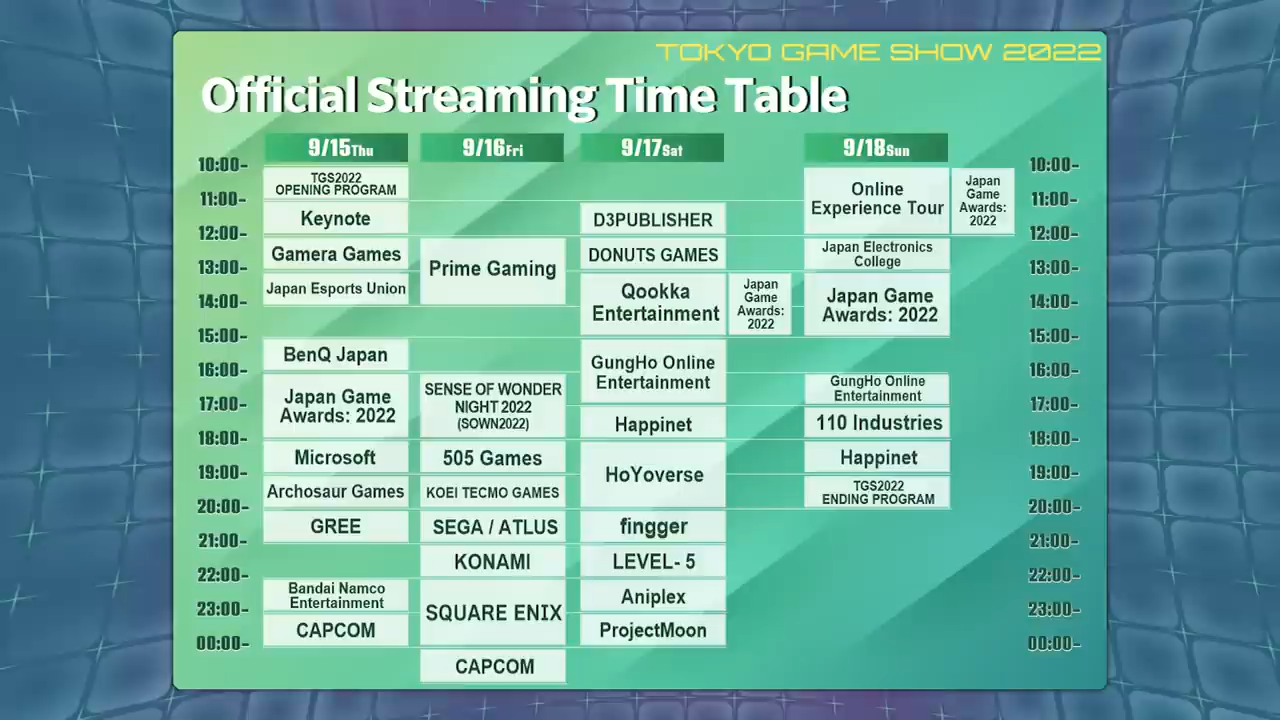 TOKYO GAME SHOW 2022
Official Streaming Time Table
9/15Thu
9/16Fri
9/17Sat
9/18Sun
10:00-
11:00-
12:00-
13:00-
14:00-
15:00-
16:00-
17:00-
18:00-
19:00-
20:00-
21:00-
22:00-
23:00-
00:00-
TGS2022
OPENING PROGRAM
Keynote
Gamera Games
Japan Esports Union
BenQ Japan
Japan Game
Awards: 2022
Microsoft
Archosaur Games
GREE
Bandai Namco
Entertainment
CAPCOM
Prime Gaming
SENSE OF WONDER
NIGHT 2022
(SOWN2022)
505 Games
KOEI TECMO GAMES
SEGA / ATLUS
KONAMI
SQUARE ENIX
CAPCOM
D3PUBLISHER
DONUTS GAMES
Qookka
Entertainment
Japan
Game
Awards:
2022
GungHo Online
Entertainment
Happinet
HoYoverse
fingger
LEVEL- 5
Aniplex
ProjectMoon
Online
Experience Tour
Japan
Game
Awards:
2022
Japan Electronics
College
Japan Game
Awards: 2022
GungHo Online
Entertainment
110 Industries
Happinet
TGS2022
ENDING PROGRAM
10:00-
11:00-
12:00-
13:00-
14:00-
15:00-
16:00-
17:00-
18:00-
19:00-
20:00-
21:00-
22:00-
23:00-
00:00-